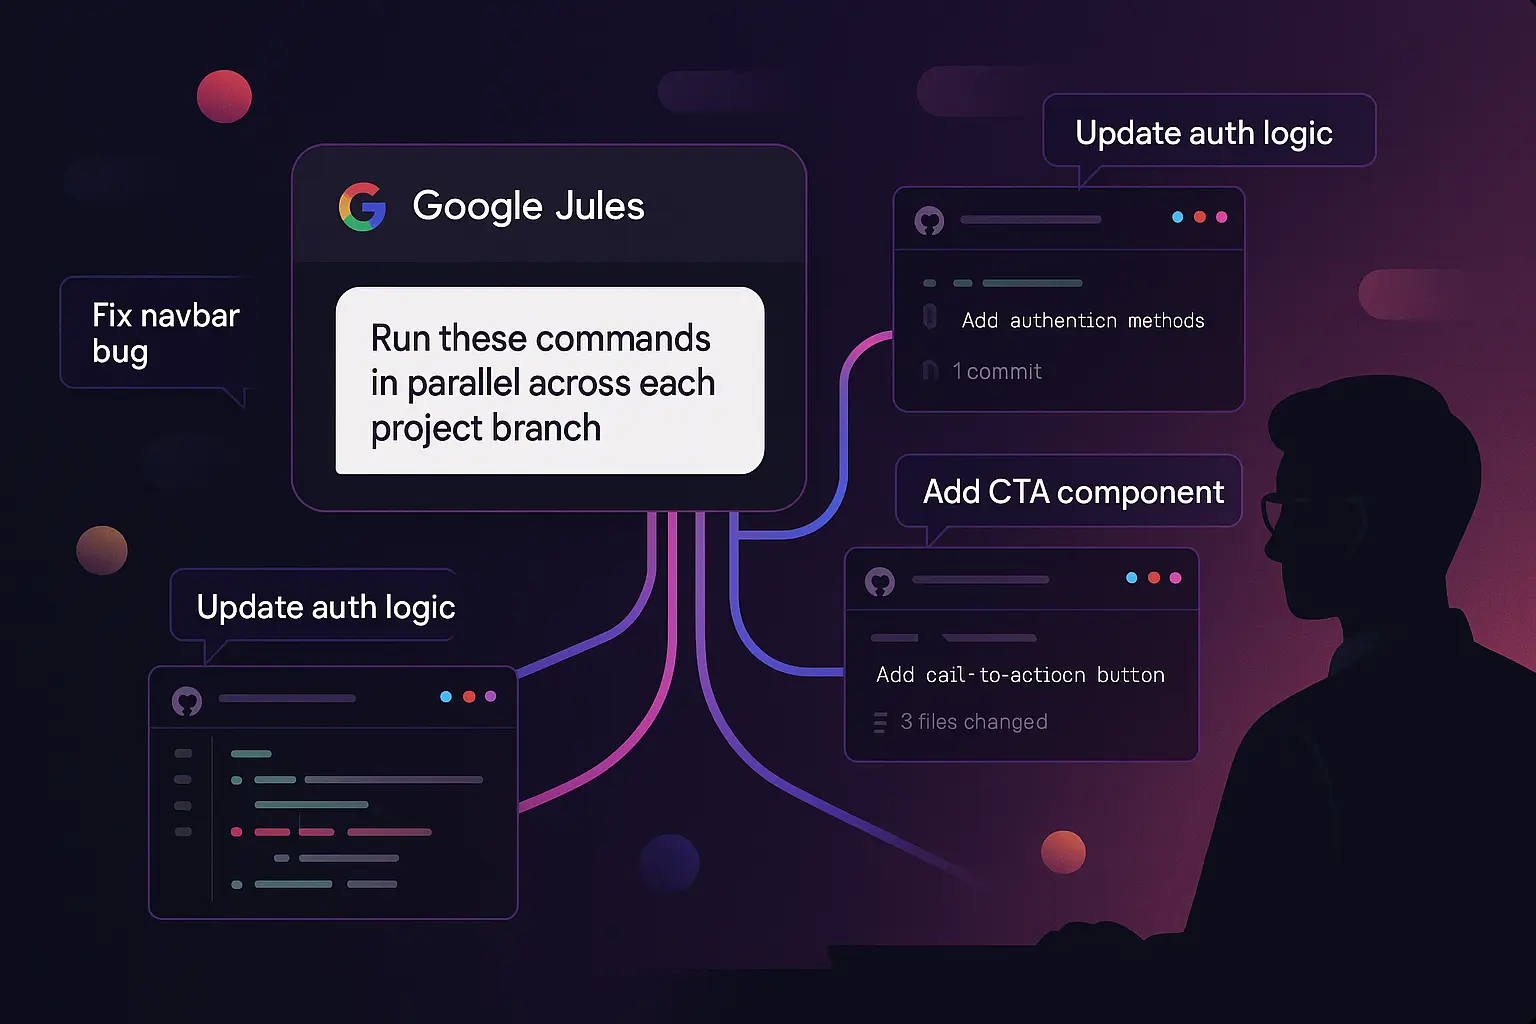 Google Jules
Run these commands
in parallel across each
project branch
Fix navbar
bug
Update auth logic
Update auth logic
Add authenticn methods
1 commit
Add CTA component
Add cail-to-actiocn button
3 files changed